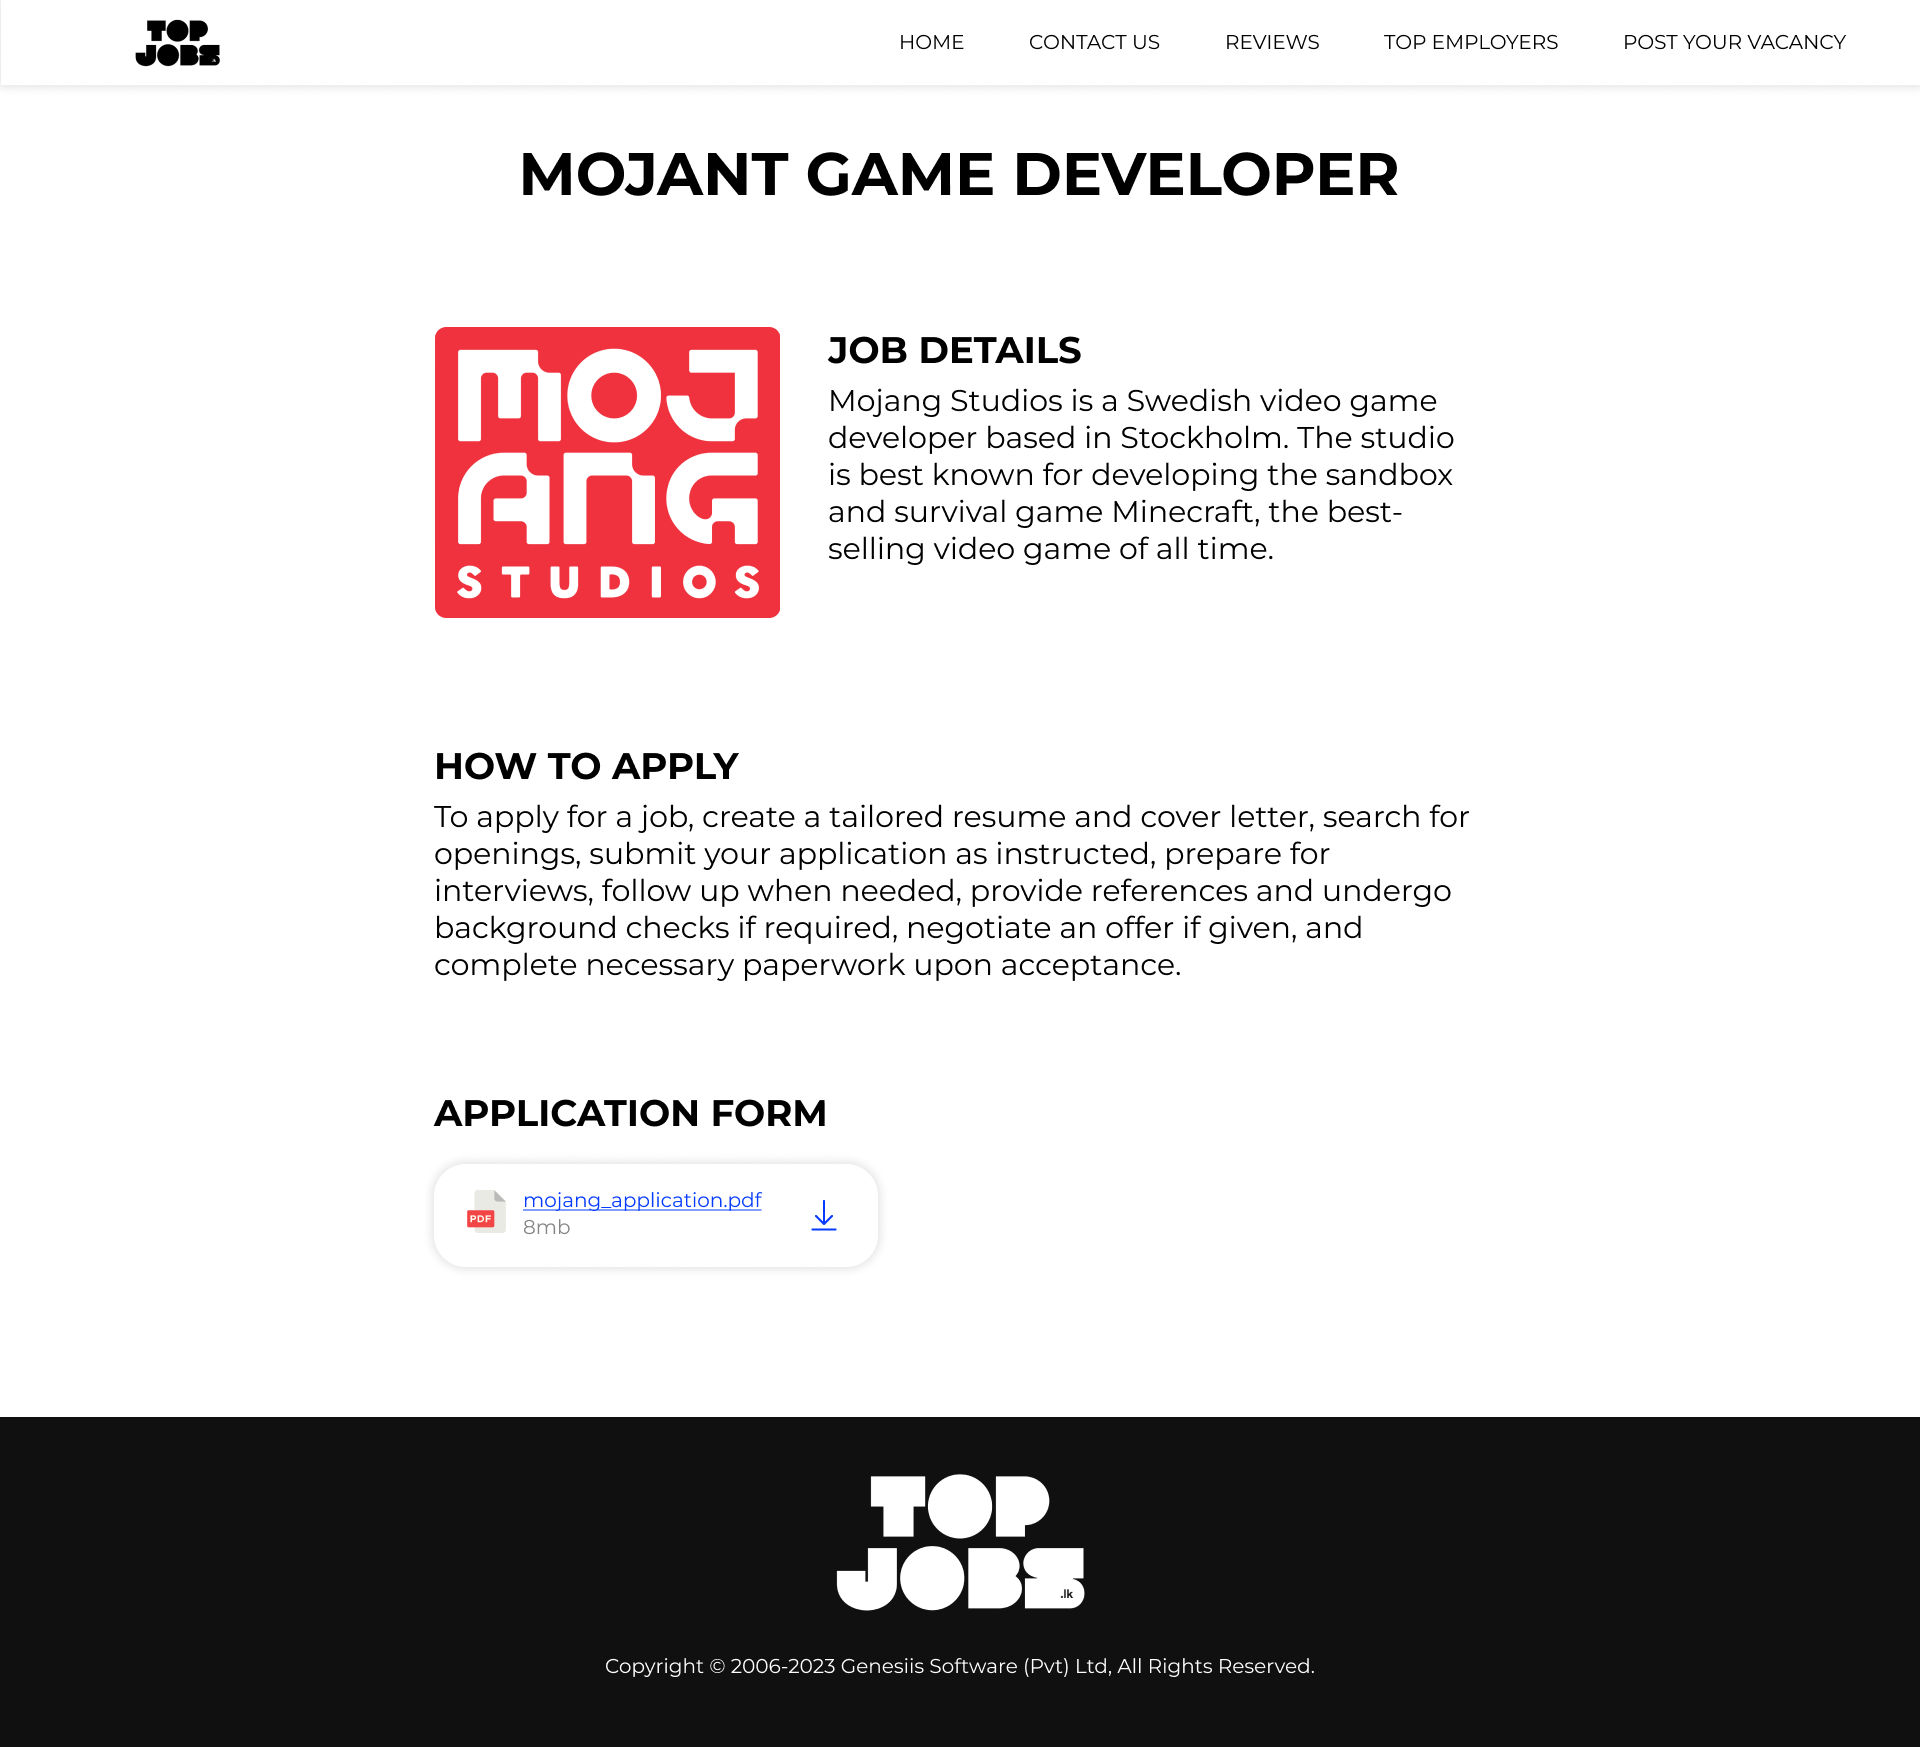 TOP
JOBS
HOME CONTACT US REVIEWS TOP EMPLOYERS POST YOUR VACANCY
MOJANT GAME DEVELOPER
MOJ
ANG
STUDIOS
JOB DETAILS
Mojang Studios is a Swedish video game
developer based in Stockholm. The studio
is best known for developing the sandbox
and survival game Minecraft, the best-
selling video game of all time.
HOW TO APPLY
To apply for a job, create a tailored resume and cover letter, search for
openings, submit your application as instructed, prepare for
interviews, follow up when needed, provide references and undergo
background checks if required, negotiate an offer if given, and
complete necessary paperwork upon acceptance.
APPLICATION FORM
PDF
mojang_application.pdf
8mb
TOP
JOBS
.lk
Copyright © 2006-2023 Genesiis Software (Pvt) Ltd, All Rights Reserved.